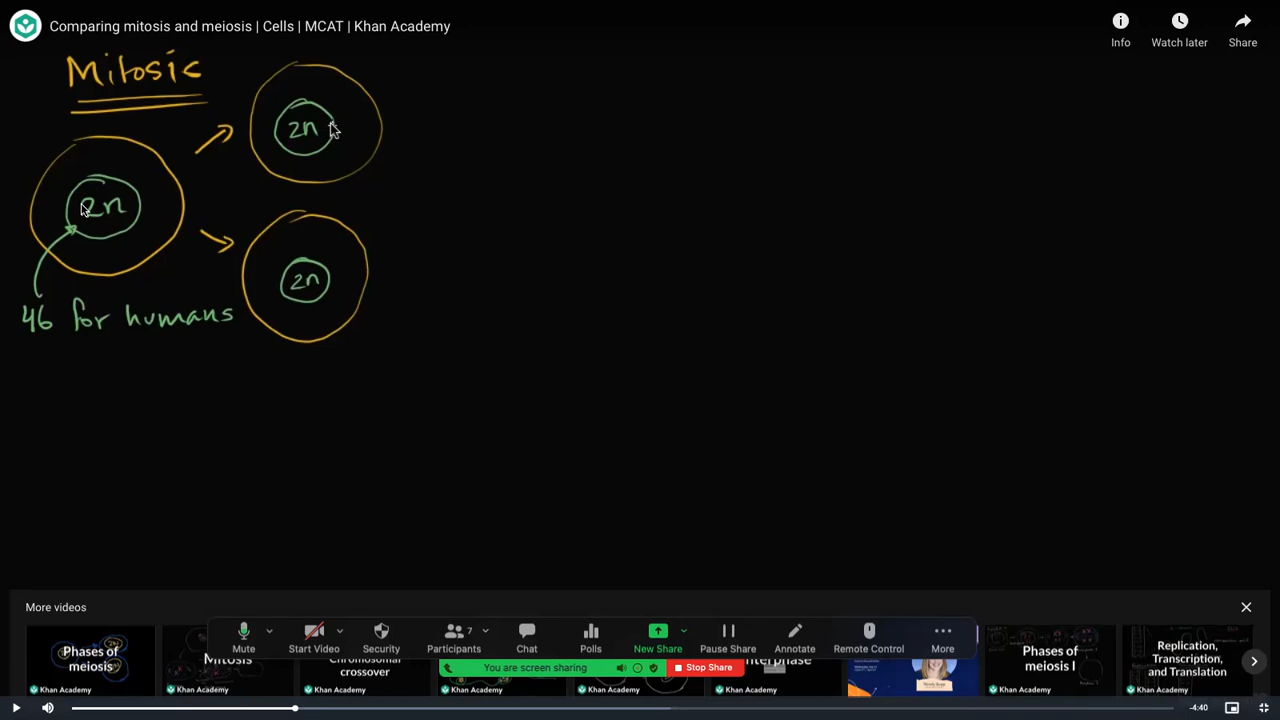 Comparing mitosis and meiosis | Cells | MCAT | Khan Academy
Info
Watch later
Share
Mitosis
2n
2n
2n
46 for humans
More videos
Mute
Start Video
Security
Participants
7
Chat
Polls
New Share
Pause Share
Annotate
Remote Control
More
You are screen sharing
Stop Share
Phases of
meiosis
Khan Academy
Mitosis
Khan Academy
Chromosomal
crossover
Khan Academy
Khan Academy
Khan Academy
Interphase
Khan Academy
Phases of
meiosis I
Khan Academy
Replication,
Transcription,
and Translation
Khan Academy
-4:40